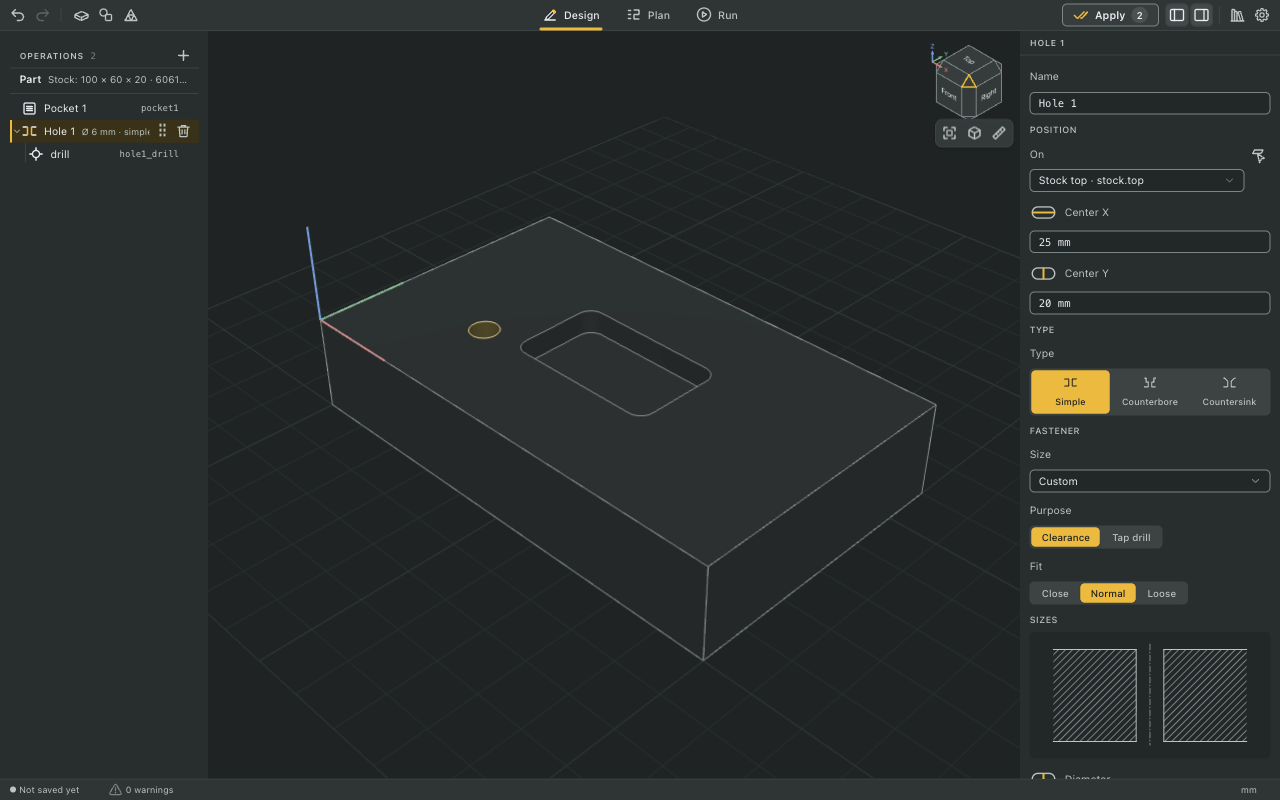 Design
Plan
Run
Apply 2
OPERATIONS 2
Part Stock: 100 × 60 × 20 · 6061...
Pocket 1 pocket1
Hole 1 Ø 6 mm · simple
drill hole1_drill
Z
Y
X
Top
Front
Right
HOLE 1
Name
Hole 1
POSITION
On
Stock top · stock.top
Center X
25 mm
Center Y
20 mm
TYPE
Type
Simple
Counterbore
Countersink
FASTENER
Size
Custom
Purpose
Clearance
Tap drill
Fit
Close
Normal
Loose
SIZES
Diameter
Not saved yet
0 warnings
mm